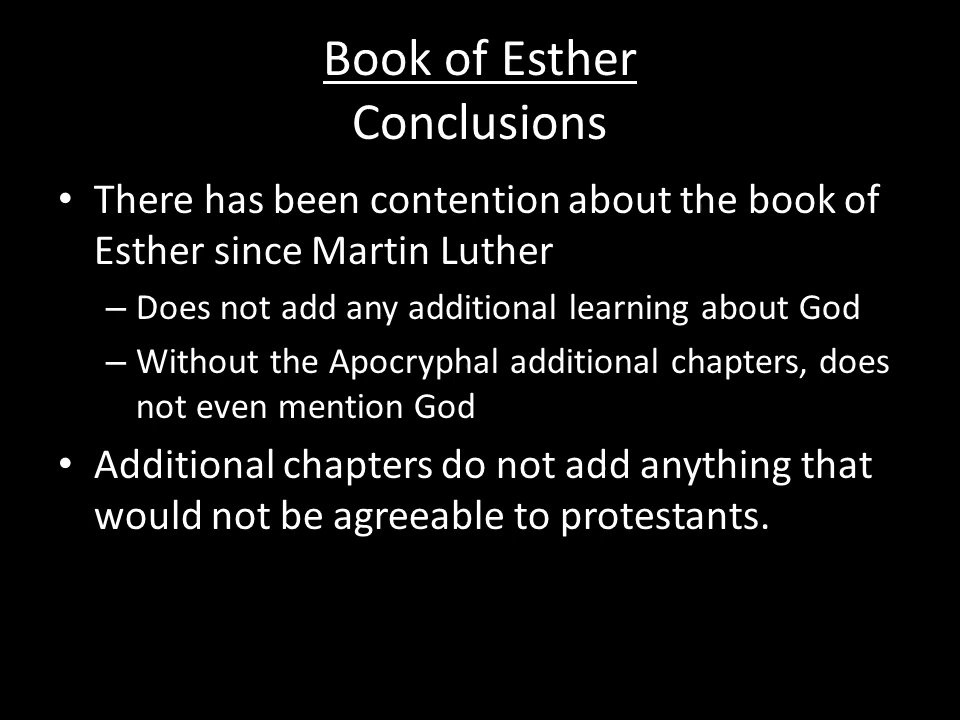 Book of Esther
Conclusions
• There has been contention about the book of
Esther since Martin Luther
– Does not add any additional learning about God
– Without the Apocryphal additional chapters, does
not even mention God
• Additional chapters do not add anything that
would not be agreeable to protestants.